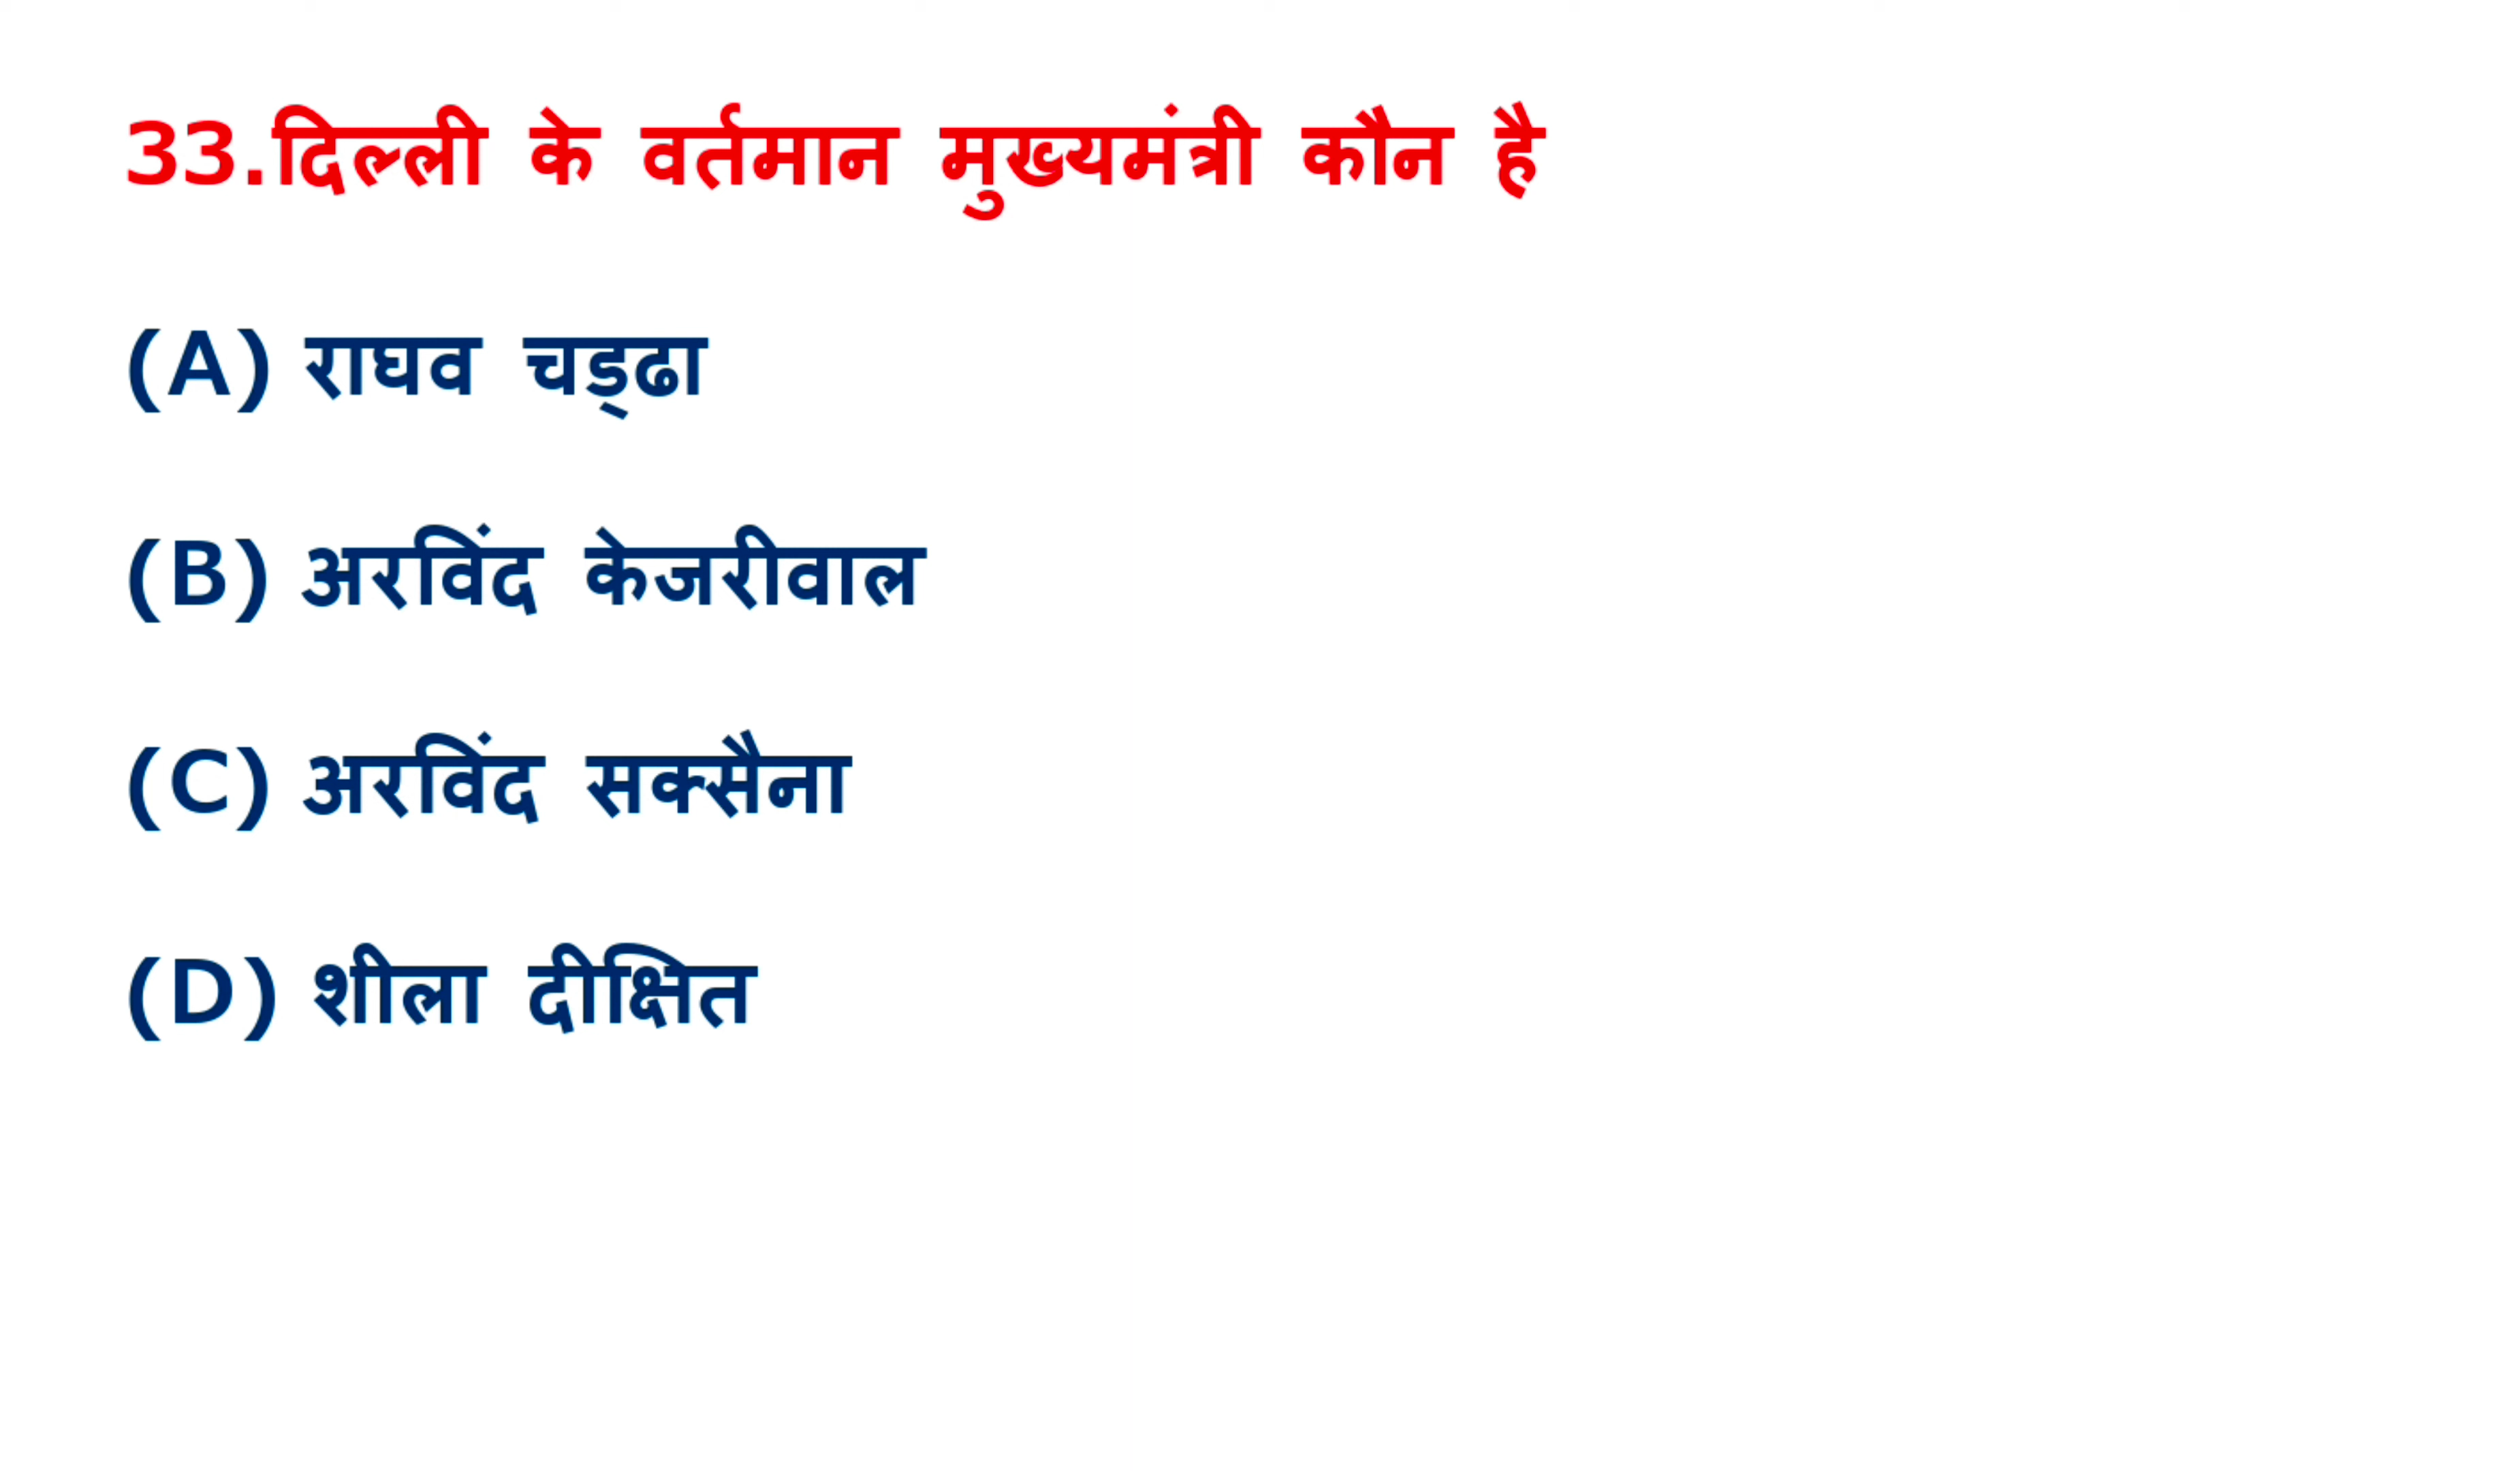 33.दिल्ली के वर्तमान मुख्यमंत्री कौन है
(A) राघव चड्ढा
(B) अरविंद केजरीवाल
(C) अरविंद सक्सैना
(D) शीला दीक्षित